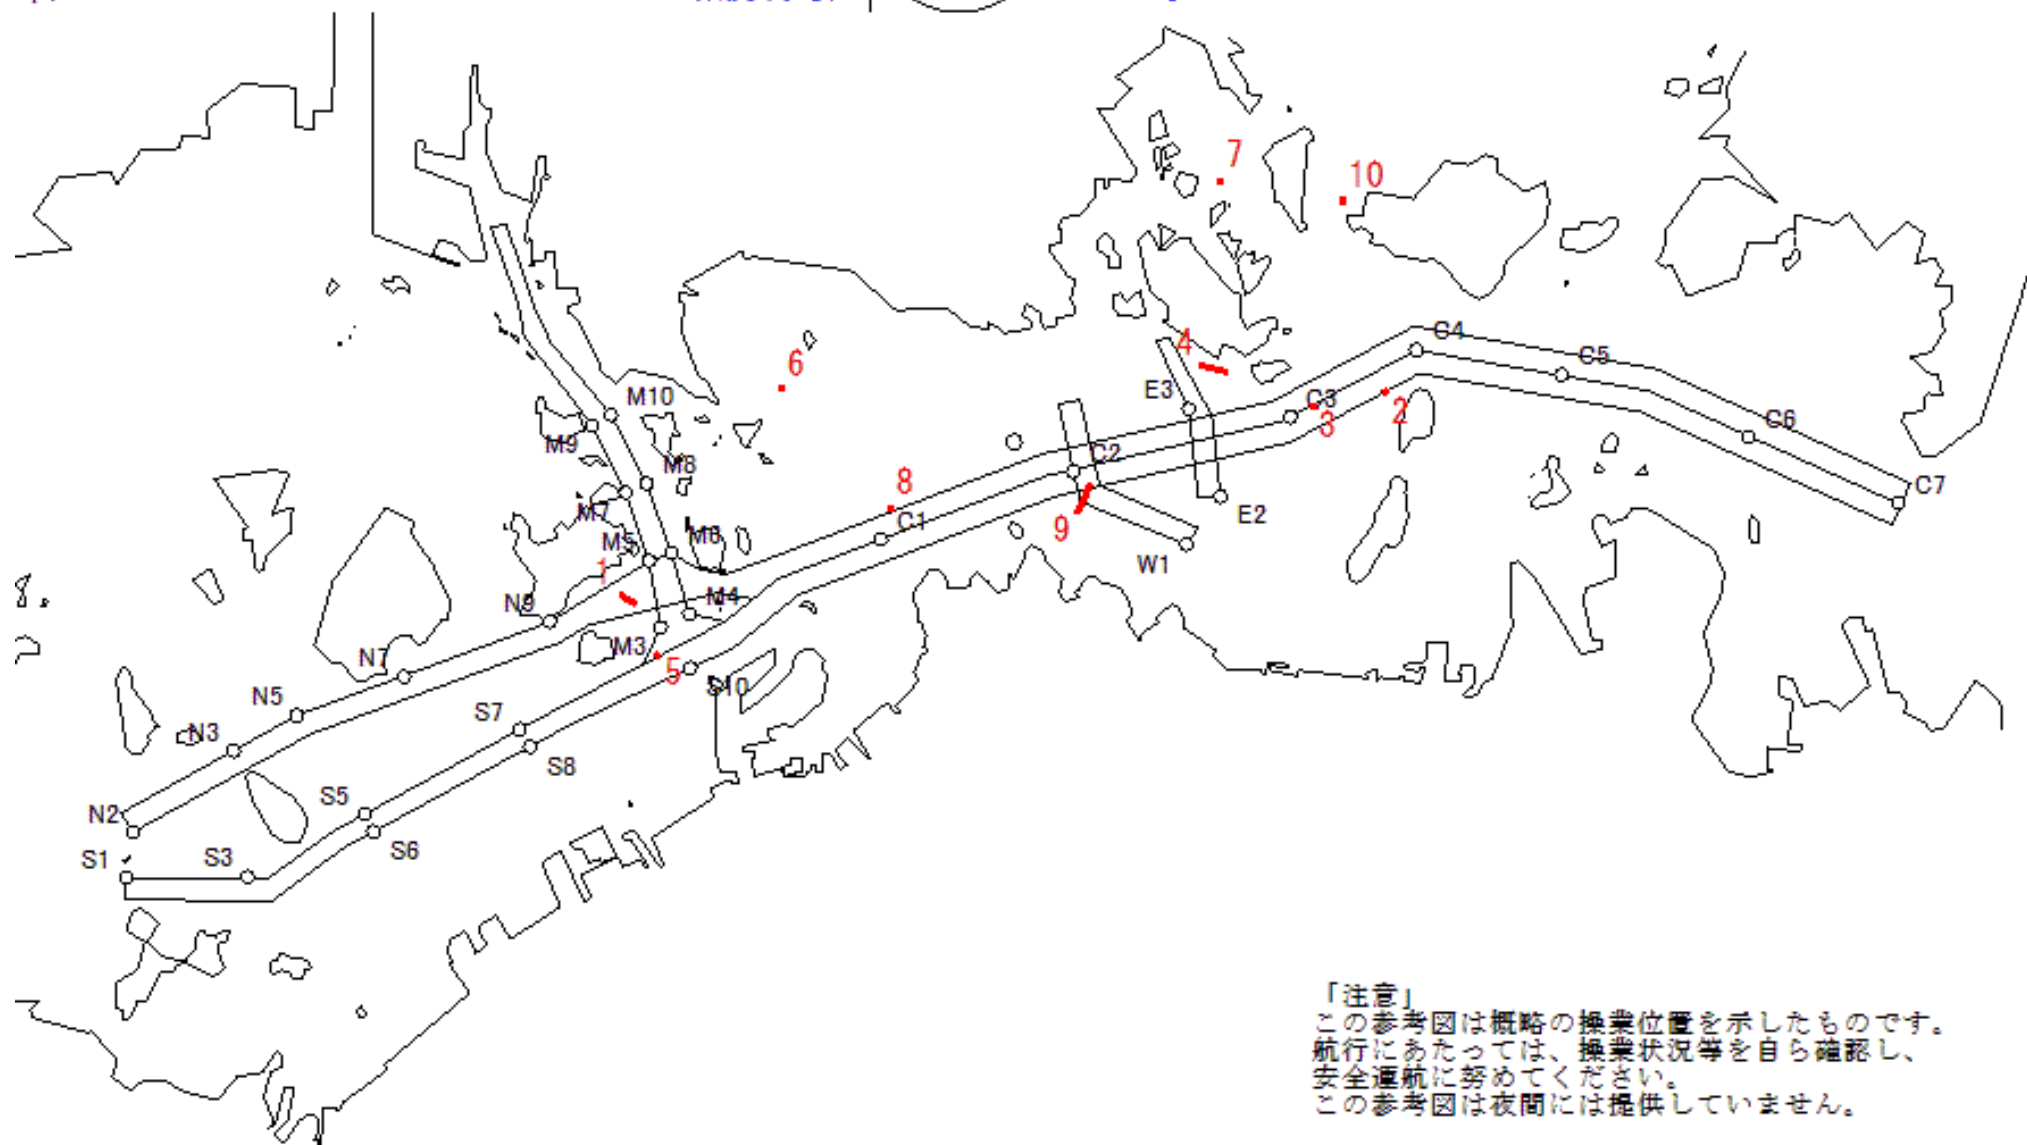 7
10
C4
4
C5
6
E3
M10
C3
2
3
C6
M9
C2
M8
8
C7
M7
E2
C1
9
M6
M5
W1
1
N9
M4
M3
N7
5
S10
N5
S7
N3
S8
S5
N2
S6
S1
S3
「注意」
この参考図は概略の操業位置を示したものです。
航行にあたっては、操業状況等を自ら確認し、
安全運航に努めてください。
この参考図は夜間には提供していません。